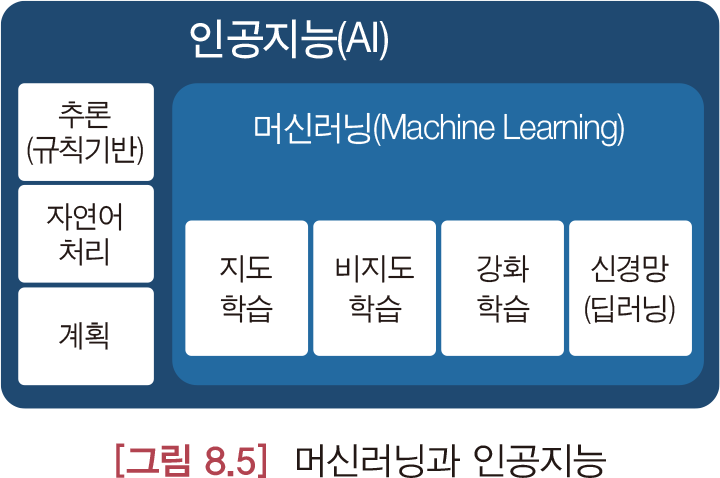 인공지능(AI)
추론
(규칙기반)
자연어
처리
계획
머신러닝(Machine Learning)
지도
학습
비지도
학습
강화
학습
신경망
(딥러닝)
[그림 8.5] 머신러닝과 인공지능